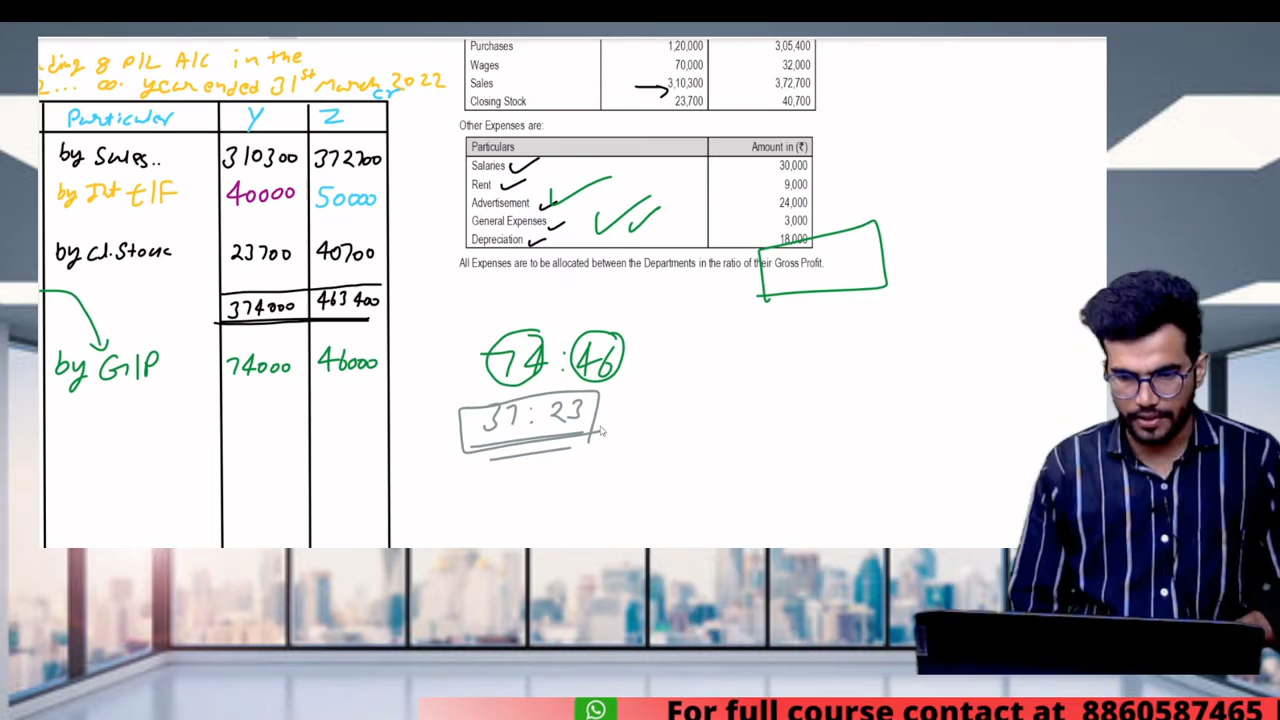 ding & P/L A/C in the
2... ∞. year ended 31st March 2022
Cr
Particular Y Z
by Sales.. 310300 372700
by Int t/F 40000 50000
by Cl. Stock 23700 40700
374000 463400
by G/P 74000 46000
Purchases 1,20,000 3,05,400
Wages 70,000 32,000
Sales 3,10,300 3,72,700
Closing Stock 23,700 40,700
Other Expenses are:
Particulars Amount in (₹)
Salaries 30,000
Rent 9,000
Advertisement 24,000
General Expenses 3,000
Depreciation 18,000
All Expenses are to be allocated between the Departments in the ratio of their Gross Profit.
74 : 46
37 : 23
For full course contact at 8860587465